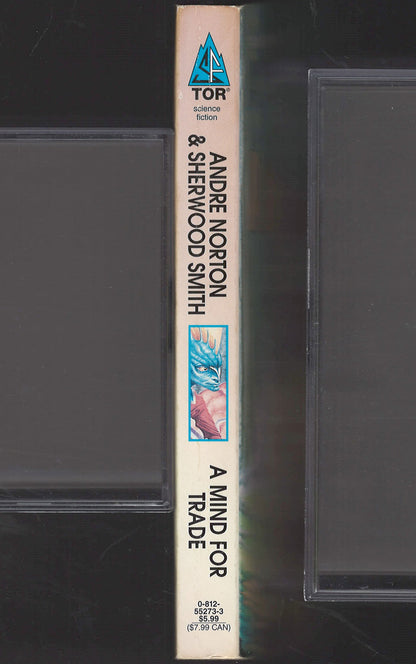 SF
TOR®
science
fiction
ANDRE NORTON
& SHERWOOD SMITH
A MIND FOR
TRADE
0-812-
55273-3
$5.99
($7.99 CAN)